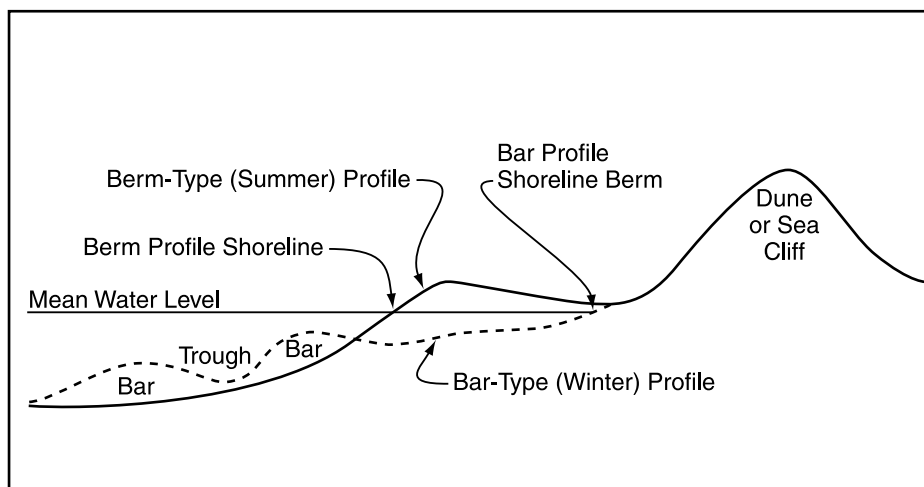 Bar Profile
Shoreline Berm
Berm-Type (Summer) Profile
Dune
or Sea
Cliff
Berm Profile Shoreline
Mean Water Level
Trough
Bar
Bar
Bar-Type (Winter) Profile